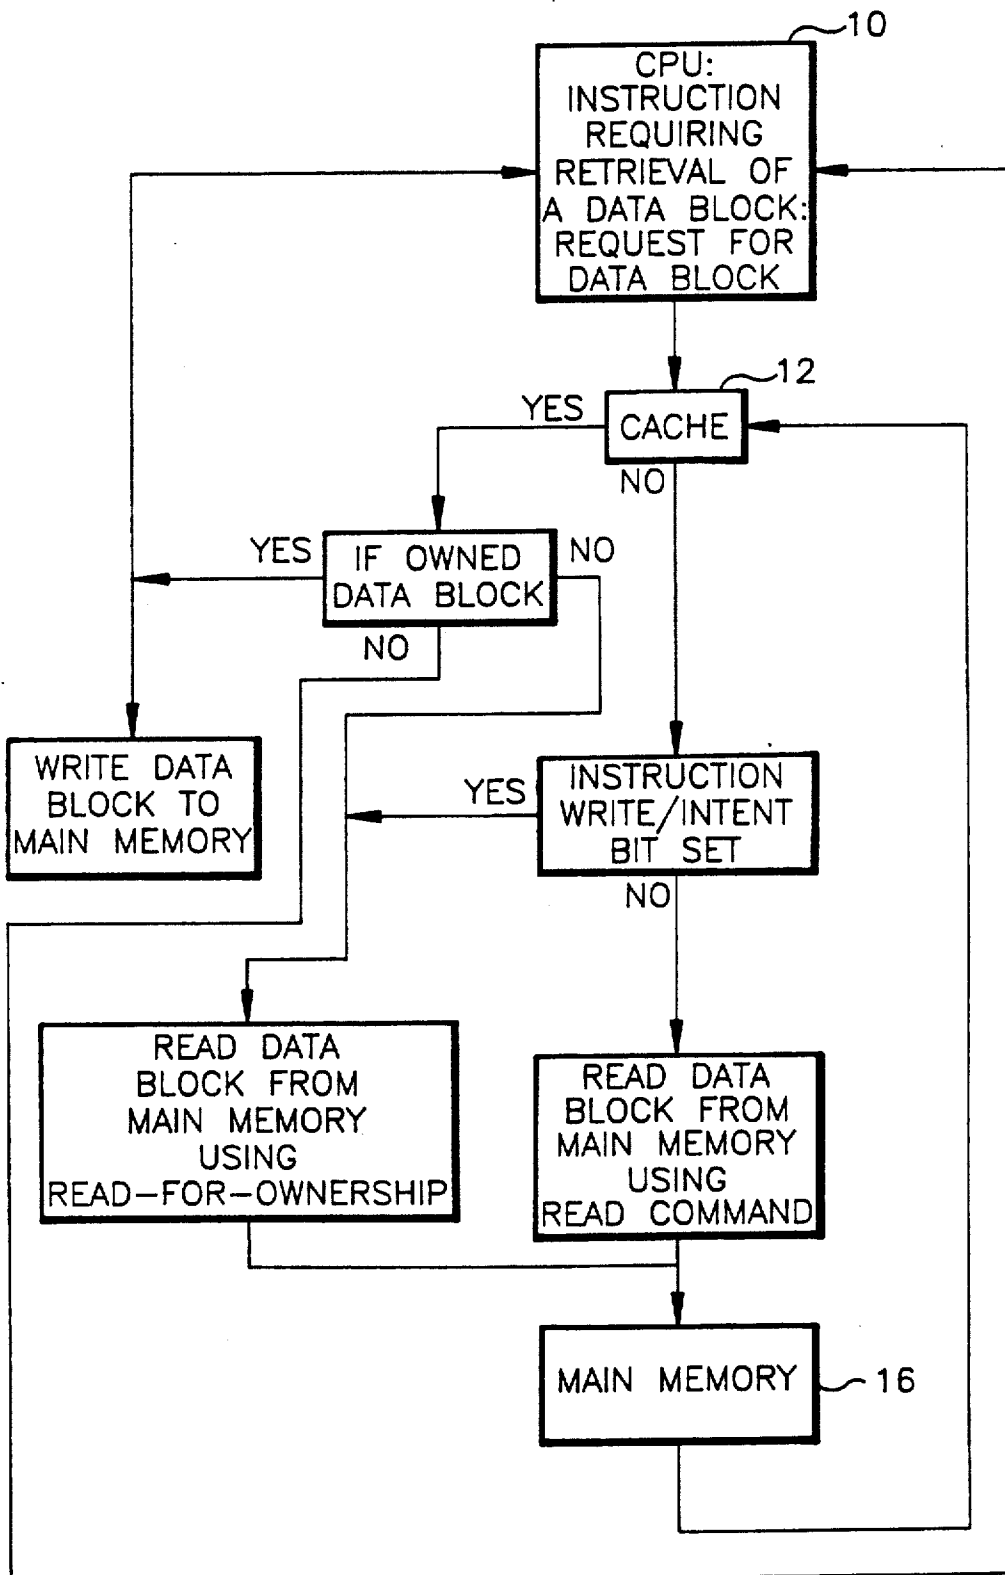 10
CPU:
INSTRUCTION
REQUIRING
RETRIEVAL OF
A DATA BLOCK:
REQUEST FOR
DATA BLOCK
12
YES
CACHE
NO
YES
IF OWNED
DATA BLOCK
NO
NO
WRITE DATA
BLOCK TO
MAIN MEMORY
YES
INSTRUCTION
WRITE/INTENT
BIT SET
NO
READ DATA
BLOCK FROM
MAIN MEMORY
USING
READ-FOR-OWNERSHIP
READ DATA
BLOCK FROM
MAIN MEMORY
USING
READ COMMAND
MAIN MEMORY
16